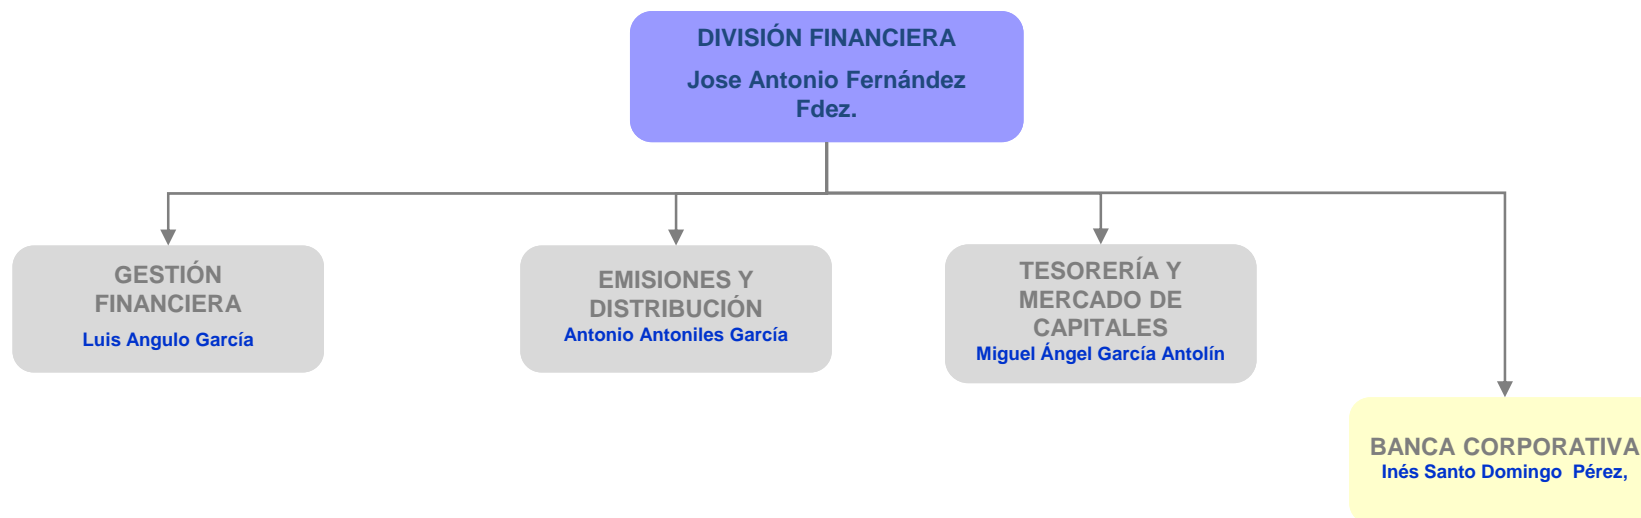 DIVISIÓN FINANCIERA
Jose Antonio Fernández
Fdez.
GESTIÓN
FINANCIERA
Luis Angulo García
EMISIONES Y
DISTRIBUCIÓN
Antonio Antoniles García
TESORERÍA Y
MERCADO DE
CAPITALES
Miguel Ángel García Antolín
BANCA CORPORATIVA
Inés Santo Domingo  Pérez,